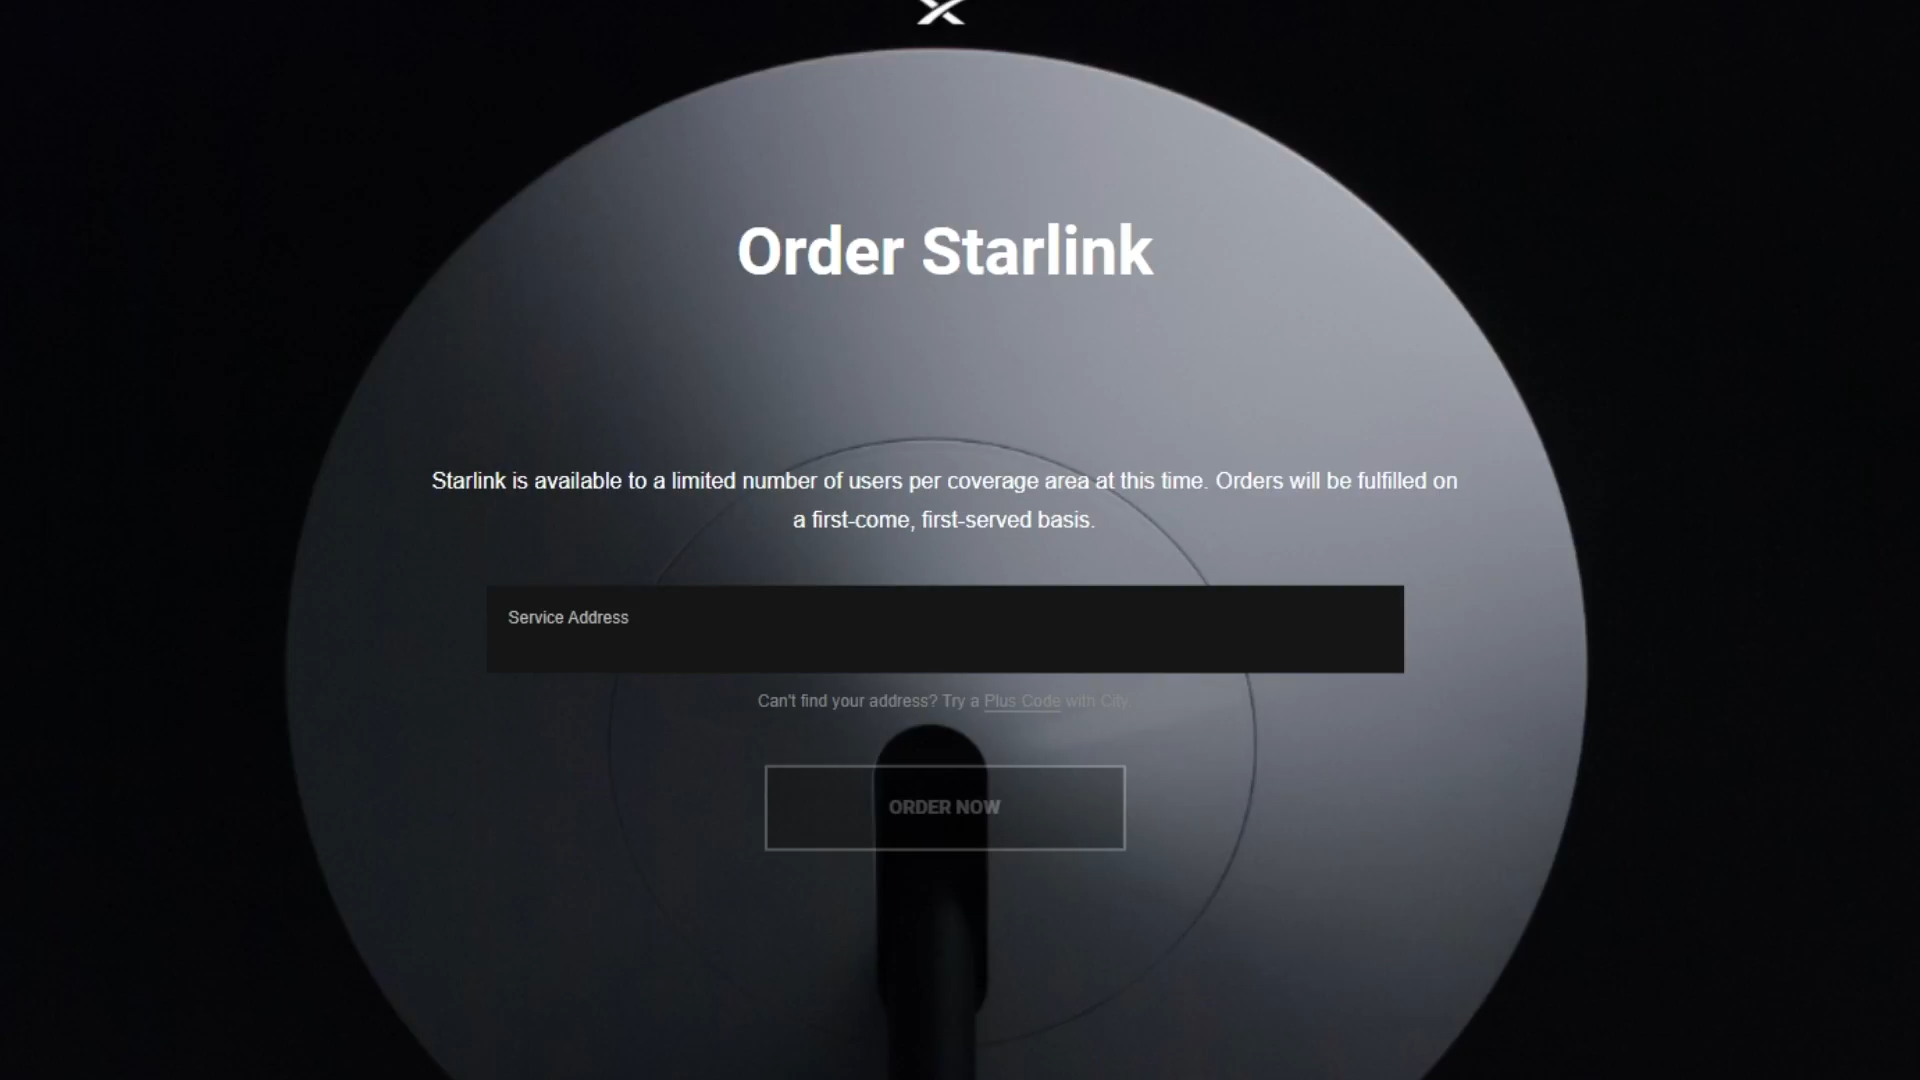 Order Starlink
Starlink is available to a limited number of users per coverage area at this time. Orders will be fulfilled on
a first-come, first-served basis.
Service Address
Can't find your address? Try a Plus Code with City
ORDER NOW